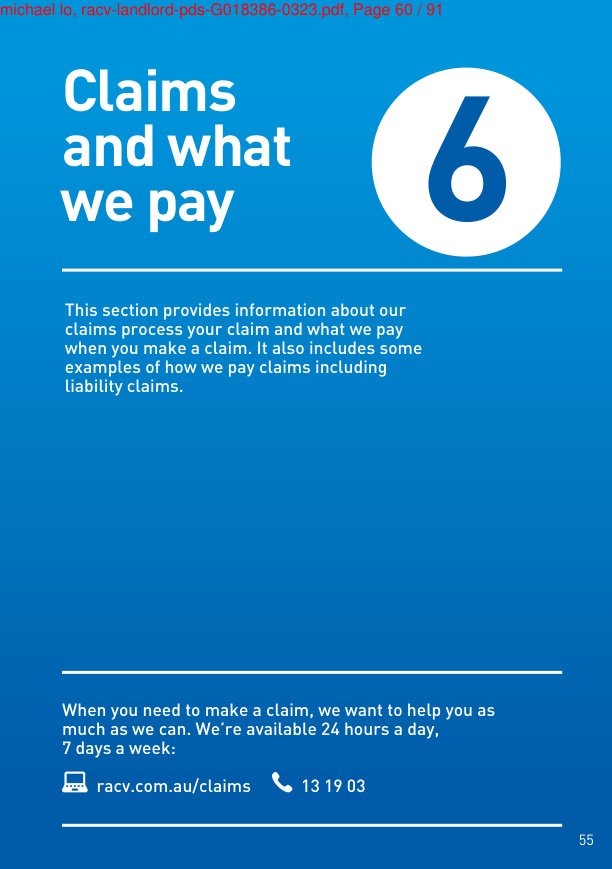 michael lo, racv-landlord-pds-G018386-0323.pdf, Page 60 / 91
Claims
and what
we pay
6
This section provides information about our
claims process your claim and what we pay
when you make a claim. It also includes some
examples of how we pay claims including
liability claims.
When you need to make a claim, we want to help you as
much as we can. We’re available 24 hours a day,
7 days a week:
racv.com.au/claims 13 19 03
55